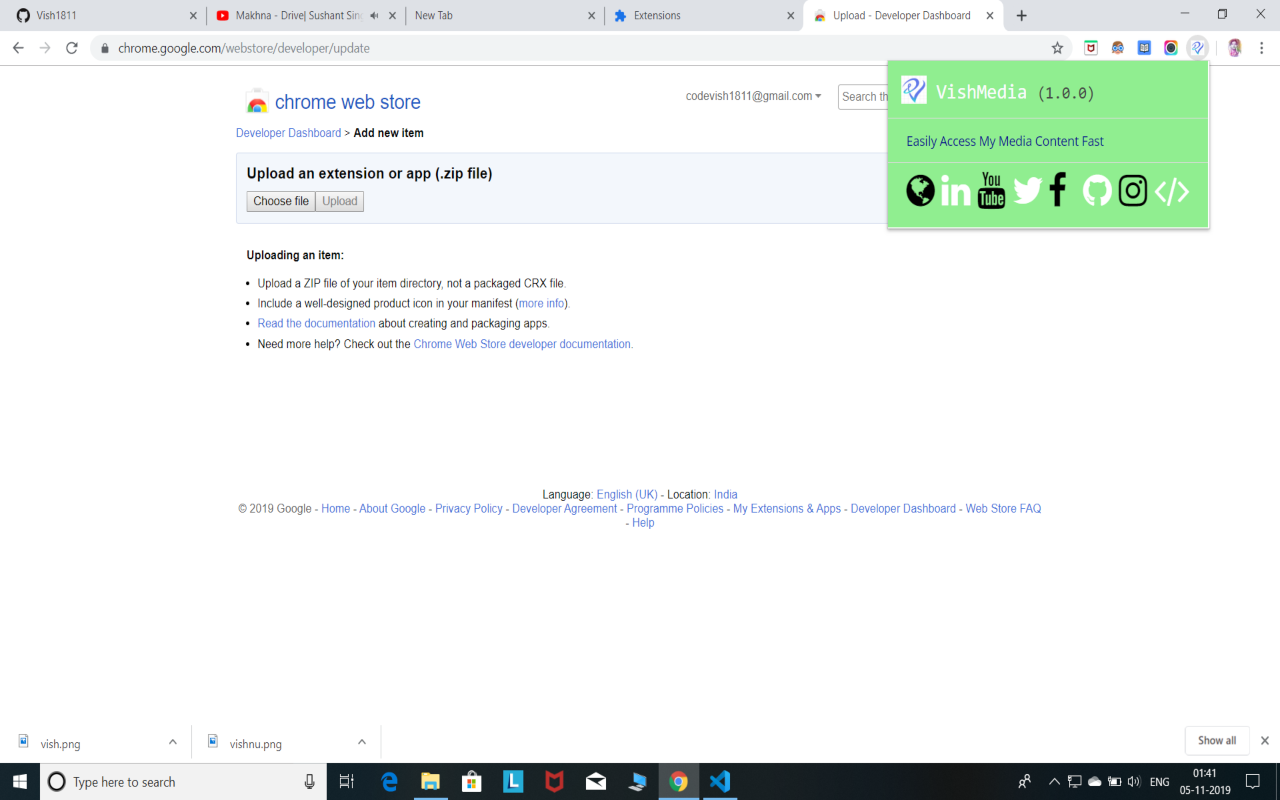 Vish1811
Makhna - Drive| Sushant Sin
New Tab
Extensions
Upload - Developer Dashboard
chrome.google.com/webstore/developer/update
chrome web store
codevish1811@gmail.com
Search th
VishMedia (1.0.0)
Easily Access My Media Content Fast
in
You
Tube
Developer Dashboard > Add new item
Upload an extension or app (.zip file)
Choose file Upload
Uploading an item:
• Upload a ZIP file of your item directory, not a packaged CRX file.
• Include a well-designed product icon in your manifest (more info).
• Read the documentation about creating and packaging apps.
• Need more help? Check out the Chrome Web Store developer documentation.
Language: English (UK) - Location: India
© 2019 Google - Home - About Google - Privacy Policy - Developer Agreement - Programme Policies - My Extensions & Apps - Developer Dashboard - Web Store FAQ
- Help
vish.png
vishnu.png
Show all
Type here to search
L
ENG
01:41
05-11-2019